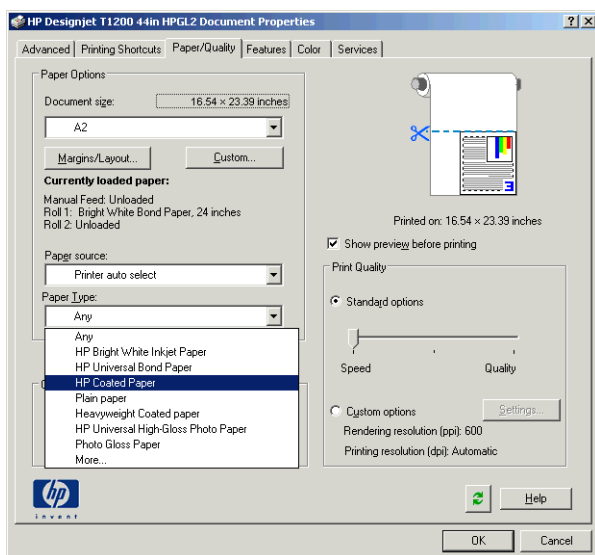 HP Designjet T1200 44in HPGL2 Document Properties
Advanced Printing Shortcuts Paper/Quality Features Color Services
Paper Options
Document size: 16.54 × 23.39 inches
A2
Margins/Layout... Custom...
Currently loaded paper:
Manual Feed: Unloaded
Roll 1: Bright White Bond Paper, 24 inches
Roll 2: Unloaded
Paper source:
Printer auto select
Paper Type:
Any
Any
HP Bright White Inkjet Paper
HP Universal Bond Paper
HP Coated Paper
Plain paper
Heavyweight Coated paper
HP Universal High-Gloss Photo Paper
Photo Gloss Paper
More...
3
Printed on: 16.54 × 23.39 inches
Show preview before printing
Print Quality
Standard options
Speed Quality
Custom options Settings...
Rendering resolution (ppi): 600
Printing resolution (dpi): Automatic
hp
invent
Help
OK Cancel